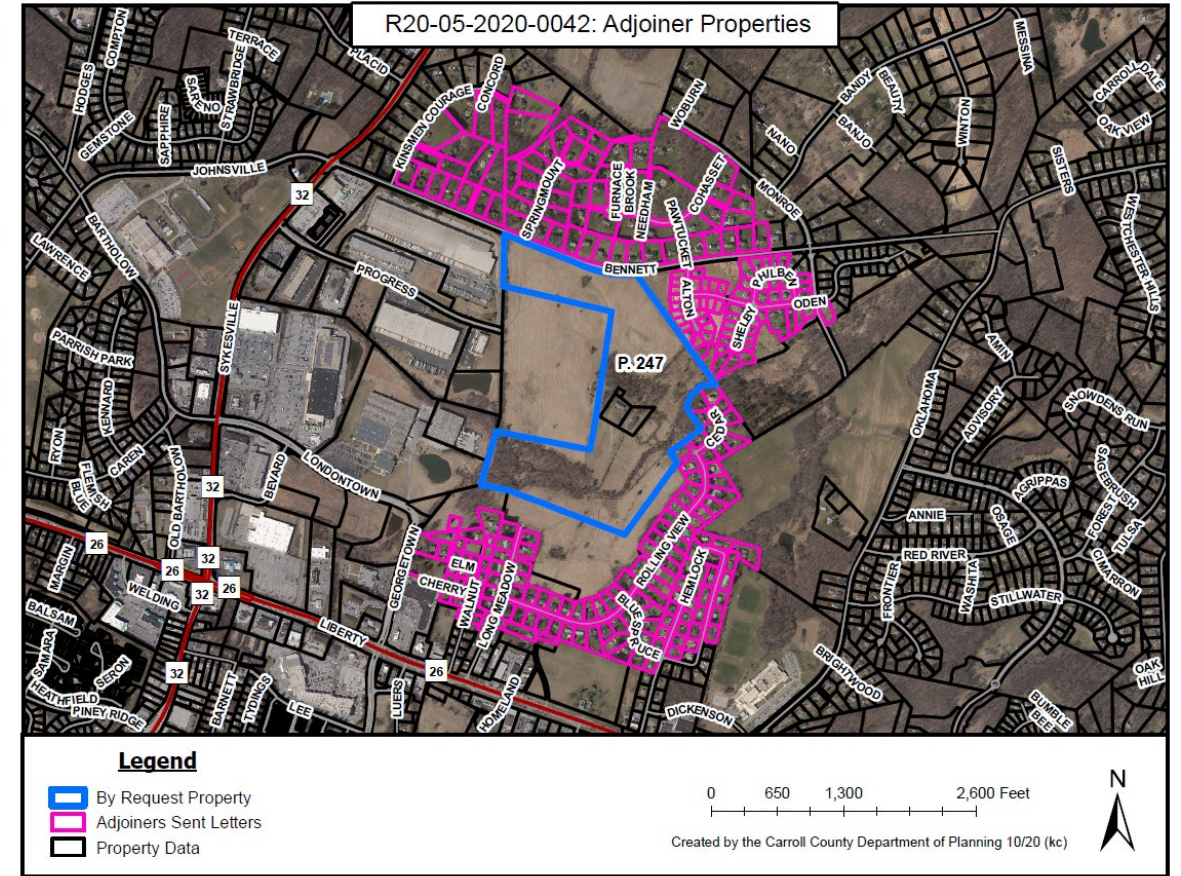 R20-05-2020-0042: Adjoiner Properties
HODGES
COMPTON
TERRACE
PLACID
STRAWBRIDGE
SAPPHIRE
GEMSTONE
JOHNSVILLE
KINSMEN
COURAGE
CONCORD
WOBURN
BANDY
BEAUTY
MESSINA
CARROLL
DALE
OAK VIEW
NANO
BANJO
WINTON
SISTERS
32
BARTHOLOW
LAWRENCE
SPRINGMOUNT
FURNACE
BROOK
NEEDHAM
COHASSET
PAWTUCKET
MONROE
WESTCHESTER HILLS
PROGRESS
BENNETT
ALTON
PHILBEN
ODEN
SHELBY
SYKESVILLE
PARRISH PARK
KENNARD
P. 247
AMIN
OKLAHOMA
ADVISORY
SNOWDENS RUN
CEDAR
RYON
CAREN
FLEMISH
BLUE
OLD BARTHOLOW
32
BEVARD
LONDONTOWN
AGRIPPAS
SAGEBRUSH
FORBES
TULSA
ANNIE
OSAGE
26
MARGIN
32
26
26
32
WELDING
GEORGETOWN
ELM
CHERRY
WALNUT
LONG MEADOW
ROLLING VIEW
HEMLOCK
BLUE SPRUCE
RED RIVER
FRONTIER
WASHITA
CIMARRON
STILLWATER
BALSAM
SAMARA
SERON
HEATHFIELD
PINEY RIDGE
32
LIBERTY
26
BARNETT
TYDINGS
LEE
LUERS
HOMELAND
DICKENSON
BRIGHTWOOD
OAK
HILL
BUMBLE
BEE
Legend
By Request Property
Adjoiners Sent Letters
Property Data
0 650 1,300 2,600 Feet
Created by the Carroll County Department of Planning 10/20 (kc)
N